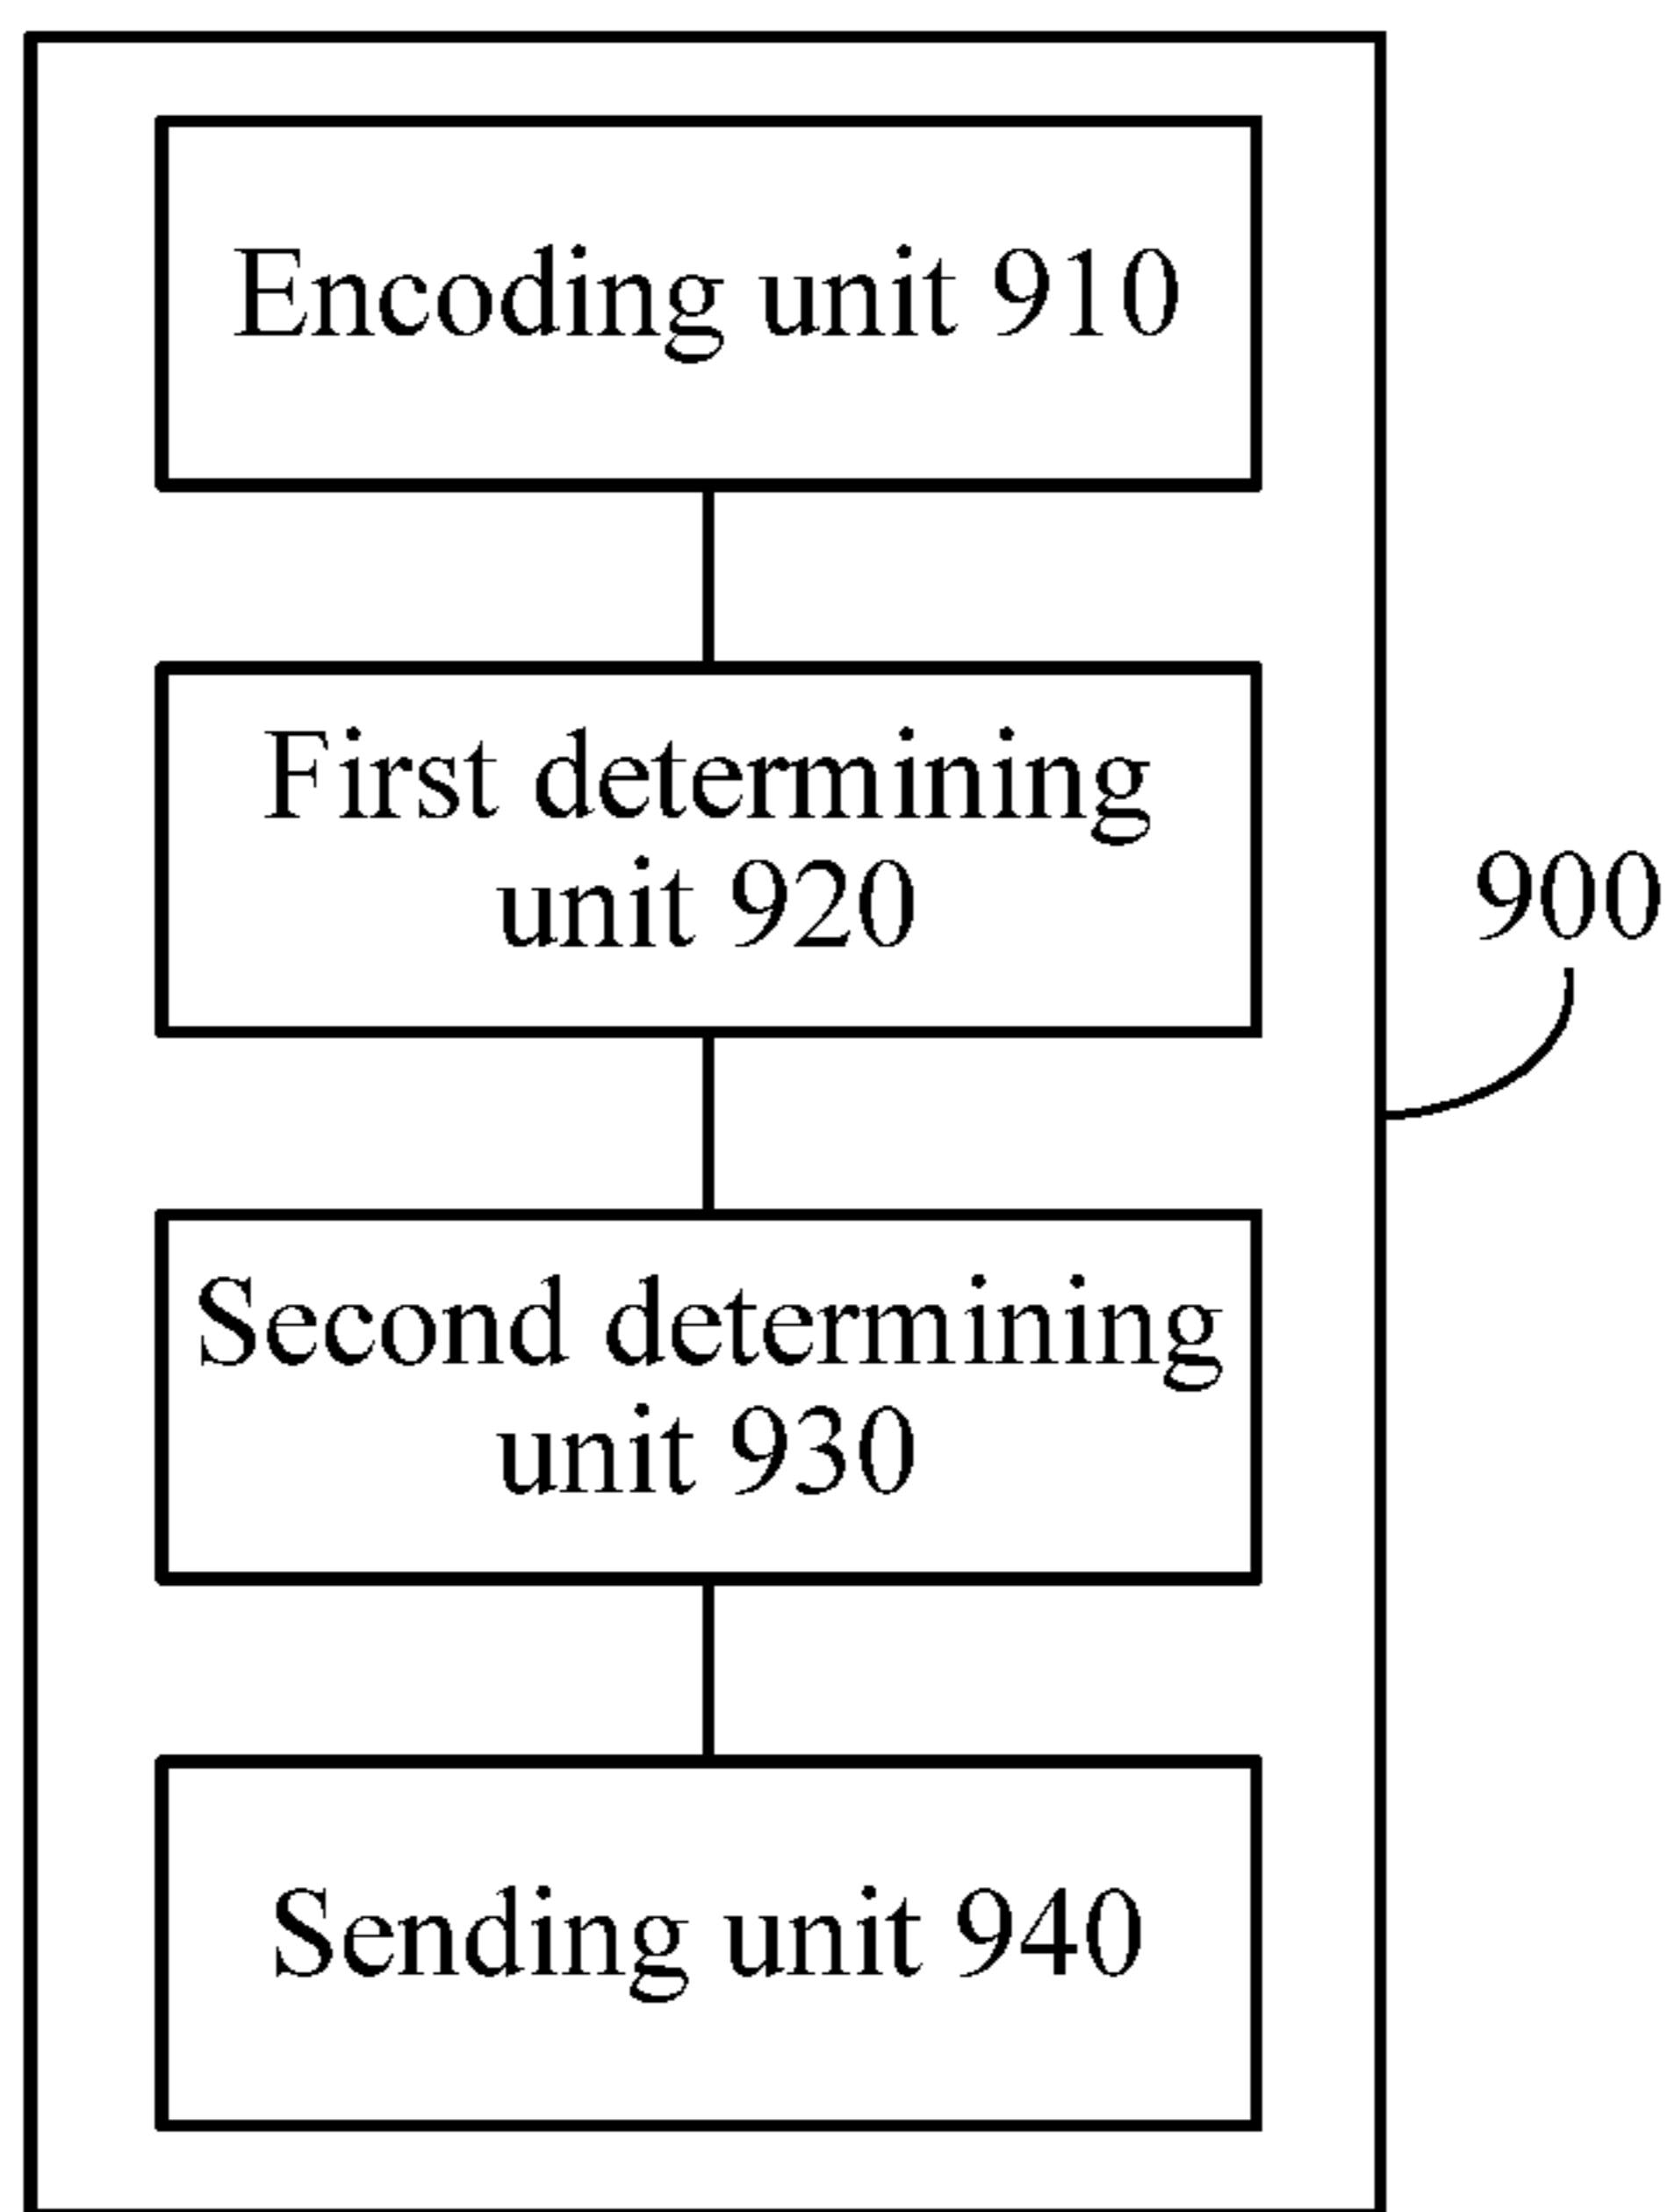 Encoding unit 910
First determining
unit 920
900
Second determining
unit 930
Sending unit 940